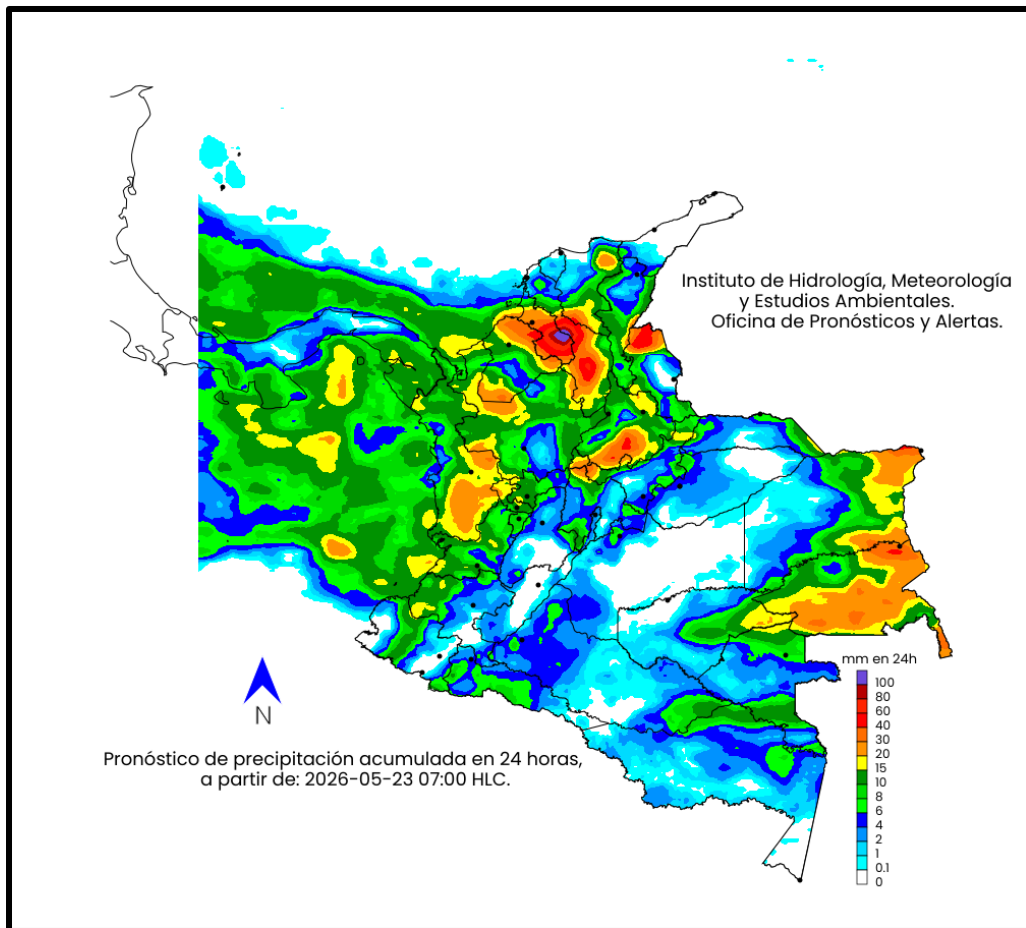 Instituto de Hidrología, Meteorología
y Estudios Ambientales.
Oficina de Pronósticos y Alertas.
mm en 24h
100
80
60
40
30
20
15
10
8
6
4
2
1
0.1
0
N
Pronóstico de precipitación acumulada en 24 horas,
a partir de: 2026-05-23 07:00 HLC.